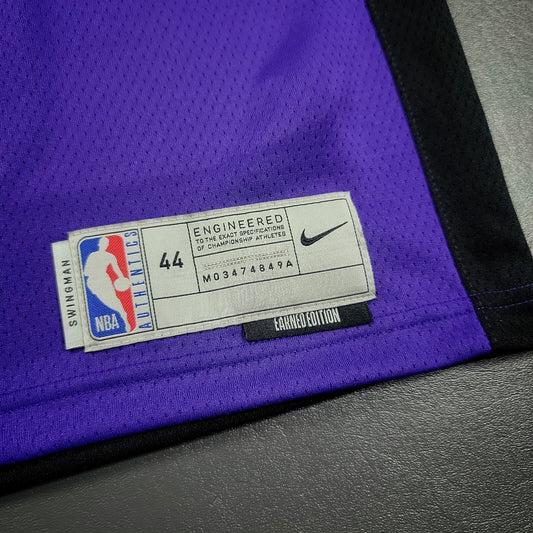 SWINGMAN
NBA
AUTHENTICS
44
ENGINEERED
TO THE EXACT SPECIFICATIONS
OF CHAMPIONSHIP ATHLETES
M03474849A
EARNED EDITION